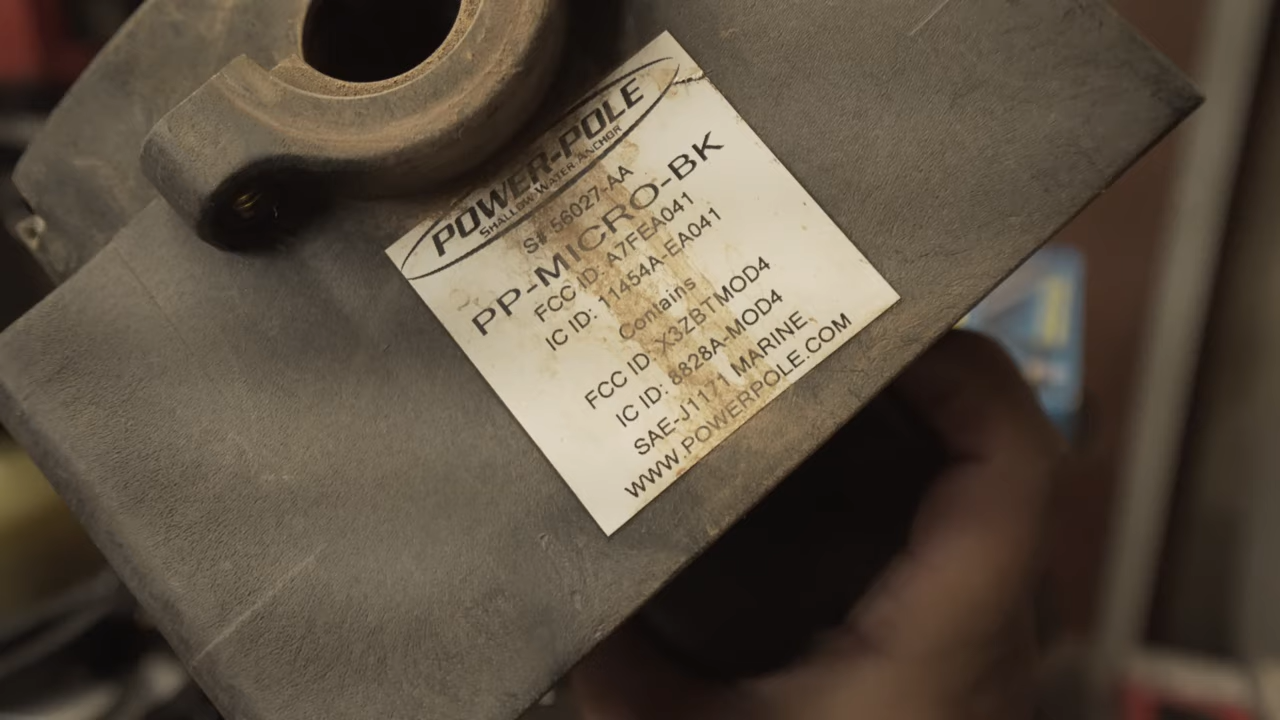 POWER-POLE
SHALLOW WATER ANCHOR
S# 56027-AA
PP-MICRO-BK
FCC ID: A7FEA041
IC ID: 11454A-EA041
Contains
FCC ID: X3ZBTMOD4
IC ID: 8828A-MOD4
SAE-J1171 MARINE
WWW.POWERPOLE.COM